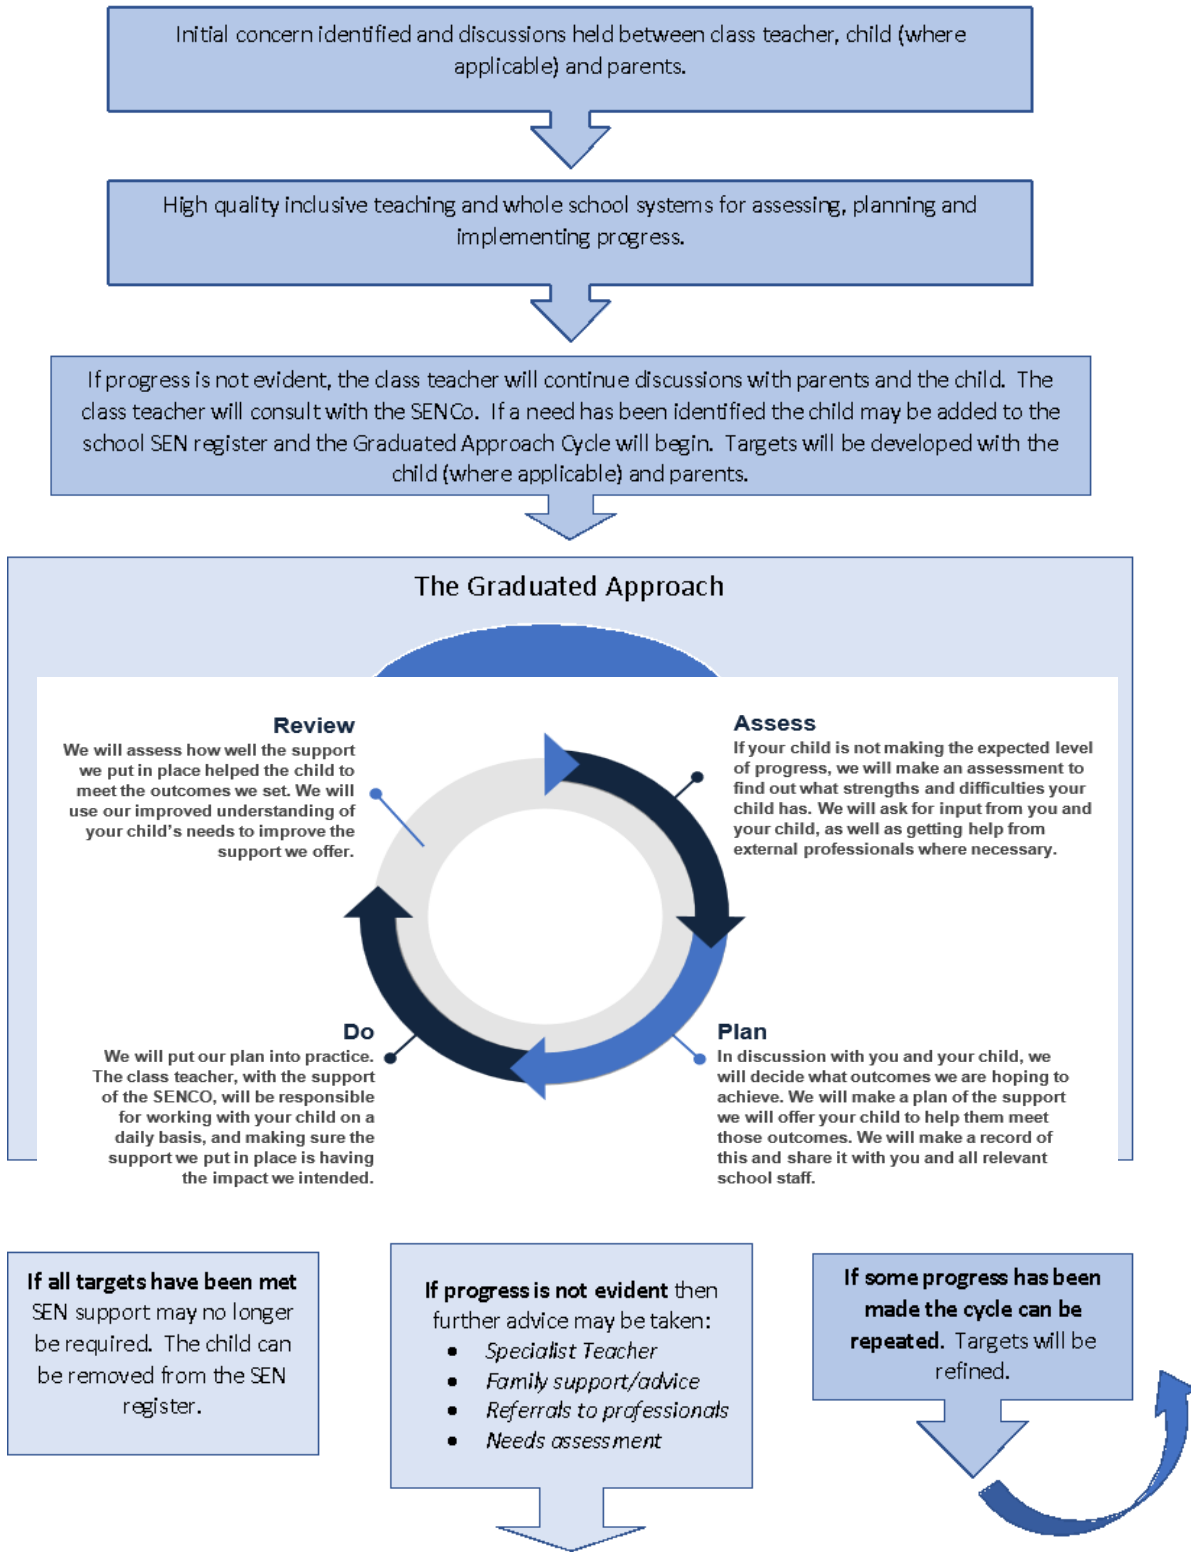 Initial concern identified and discussions held between class teacher, child (where
applicable) and parents.
High quality inclusive teaching and whole school systems for assessing, planning and
implementing progress.
If progress is not evident, the class teacher will continue discussions with parents and the child. The
class teacher will consult with the SENCo. If a need has been identified the child may be added to the
school SEN register and the Graduated Approach Cycle will begin. Targets will be developed with the
child (where applicable) and parents.
The Graduated Approach
Review
We will assess how well the support
we put in place helped the child to
meet the outcomes we set. We will
use our improved understanding of
your child's needs to improve the
support we offer.
Assess
If your child is not making the expected level
of progress, we will make an assessment to
find out what strengths and difficulties your
child has. We will ask for input from you and
your child, as well as getting help from
external professionals where necessary.
Do
We will put our plan into practice.
The class teacher, with the support
of the SENCO, will be responsible
for working with your child on a
daily basis, and making sure the
support we put in place is having
the impact we intended.
Plan
In discussion with you and your child, we
will decide what outcomes we are hoping to
achieve. We will make a plan of the support
we will offer your child to help them meet
those outcomes. We will make a record of
this and share it with you and all relevant
school staff.
If all targets have been met
SEN support may no longer
be required. The child can
be removed from the SEN
register.
If progress is not evident then
further advice may be taken:
• Specialist Teacher
• Family support/advice
• Referrals to professionals
• Needs assessment
If some progress has been
made the cycle can be
repeated. Targets will be
refined.